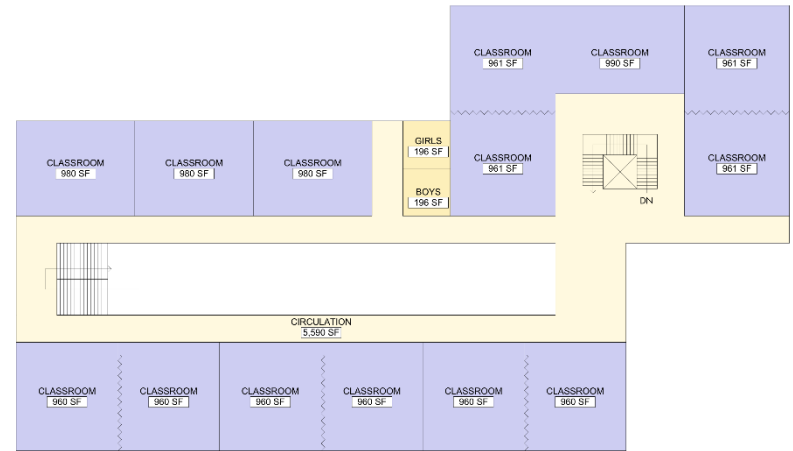 CLASSROOM
961 SF
CLASSROOM
990 SF
CLASSROOM
961 SF
CLASSROOM
980 SF
CLASSROOM
980 SF
CLASSROOM
980 SF
GIRLS
196 SF
BOYS
196 SF
CLASSROOM
961 SF
CLASSROOM
961 SF
DN
CIRCULATION
5,590 SF
CLASSROOM
960 SF
CLASSROOM
960 SF
CLASSROOM
960 SF
CLASSROOM
960 SF
CLASSROOM
960 SF
CLASSROOM
960 SF